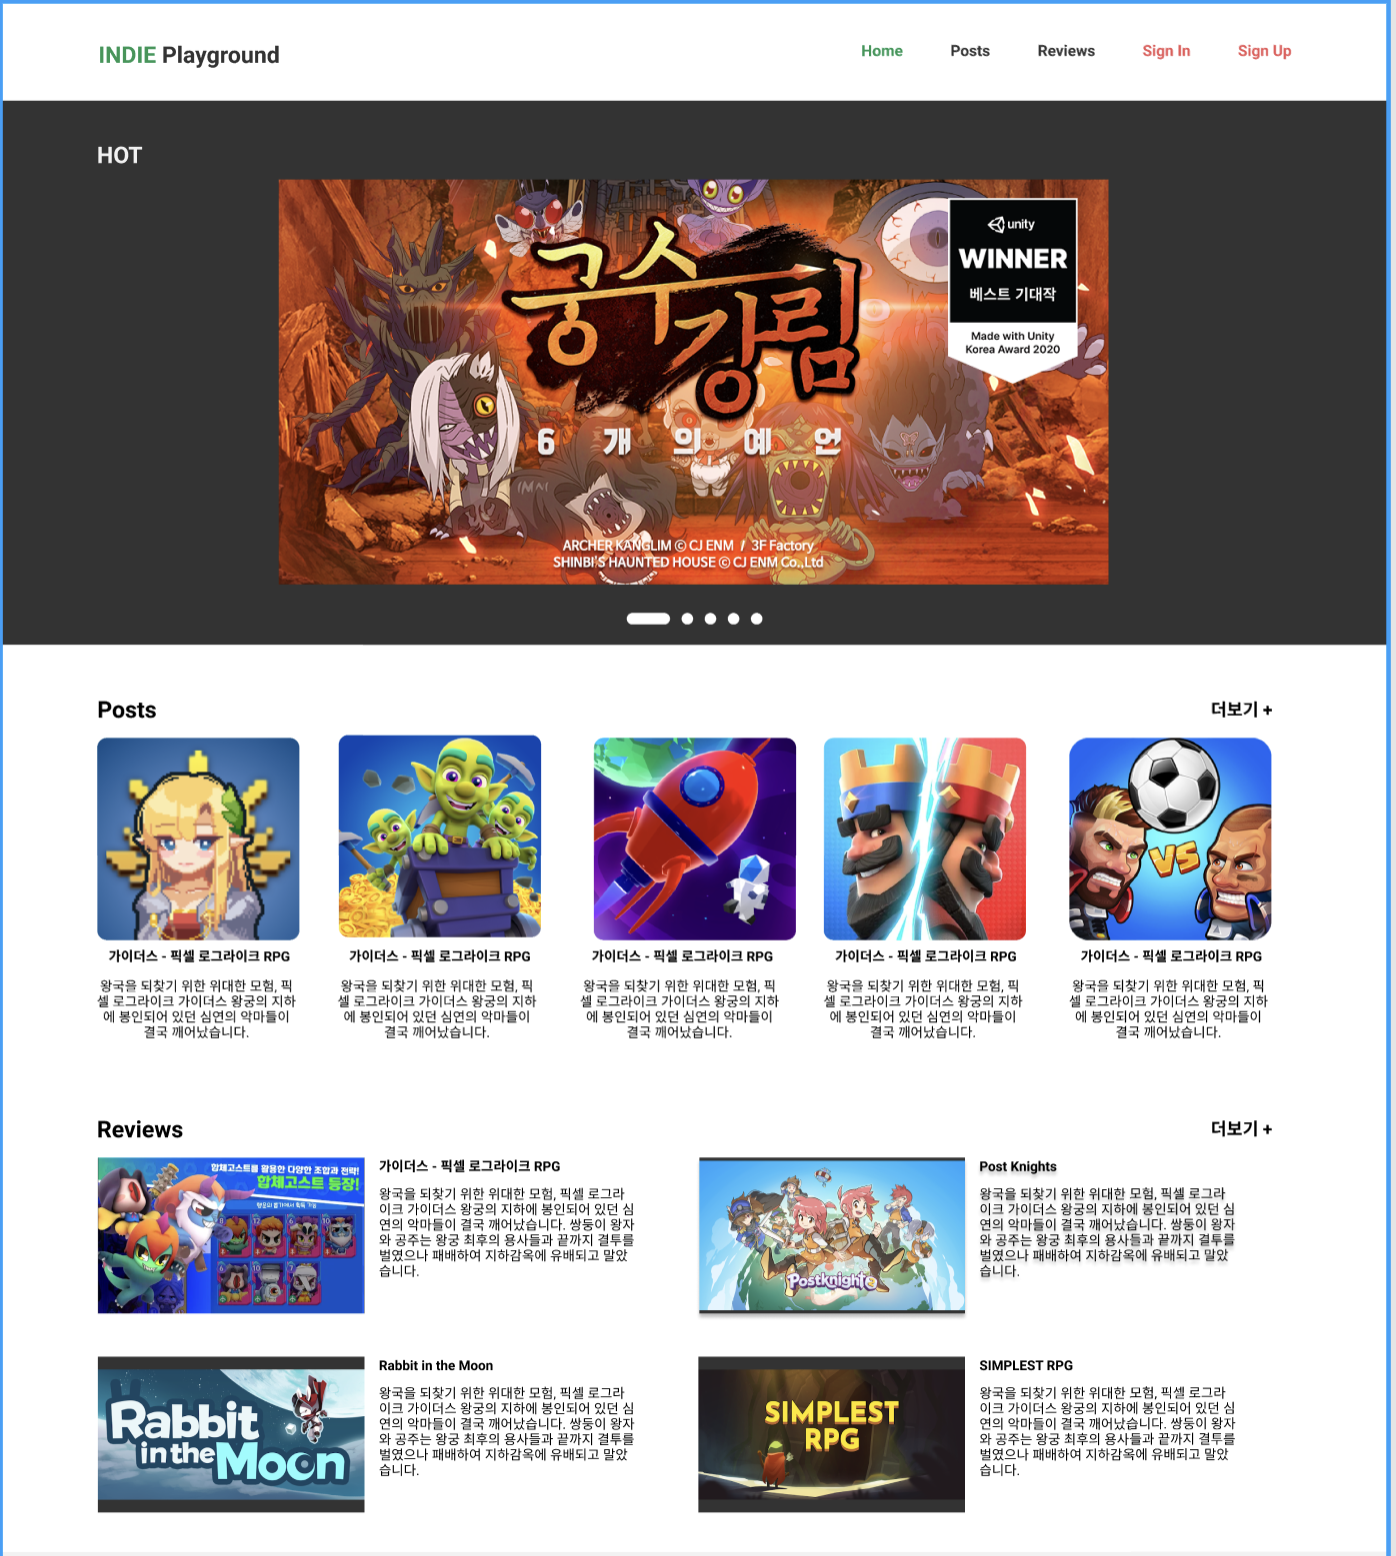 INDIE Playground
Home Posts Reviews Sign In Sign Up
HOT
unity
WINNER
베스트 기대작
Made with Unity
Korea Award 2020
궁수
강림
6 개 의 예 언
ARCHER KANGLIM © CJ ENM / 3F Factory
SHINBI'S HAUNTED HOUSE © CJ ENM Co.,Ltd
Posts
더보기 +
VS
가이더스 - 픽셀 로그라이크 RPG
왕국을 되찾기 위한 위대한 모험, 픽
셀 로그라이크 가이더스 왕궁의 지하
에 봉인되어 있던 심연의 악마들이
결국 깨어났습니다.
가이더스 - 픽셀 로그라이크 RPG
왕국을 되찾기 위한 위대한 모험, 픽
셀 로그라이크 가이더스 왕궁의 지하
에 봉인되어 있던 심연의 악마들이
결국 깨어났습니다.
가이더스 - 픽셀 로그라이크 RPG
왕국을 되찾기 위한 위대한 모험, 픽
셀 로그라이크 가이더스 왕궁의 지하
에 봉인되어 있던 심연의 악마들이
결국 깨어났습니다.
가이더스 - 픽셀 로그라이크 RPG
왕국을 되찾기 위한 위대한 모험, 픽
셀 로그라이크 가이더스 왕궁의 지하
에 봉인되어 있던 심연의 악마들이
결국 깨어났습니다.
가이더스 - 픽셀 로그라이크 RPG
왕국을 되찾기 위한 위대한 모험, 픽
셀 로그라이크 가이더스 왕궁의 지하
에 봉인되어 있던 심연의 악마들이
결국 깨어났습니다.
Reviews
더보기 +
합체고스트를 활용한 다양한 조합과 전략!
합체고스트 등장!
가이더스 - 픽셀 로그라이크 RPG
왕국을 되찾기 위한 위대한 모험, 픽셀 로그라
이크 가이더스 왕궁의 지하에 봉인되어 있던 심
연의 악마들이 결국 깨어났습니다. 쌍둥이 왕자
와 공주는 왕궁 최후의 용사들과 끝까지 결투를
벌였으나 패배하여 지하감옥에 유배되고 말았
습니다.
Postknight2
Post Knights
왕국을 되찾기 위한 위대한 모험, 픽셀 로그라
이크 가이더스 왕궁의 지하에 봉인되어 있던 심
연의 악마들이 결국 깨어났습니다. 쌍둥이 왕자
와 공주는 왕궁 최후의 용사들과 끝까지 결투를
벌였으나 패배하여 지하감옥에 유배되고 말았
습니다.
Rabbit
in the Moon
Rabbit in the Moon
왕국을 되찾기 위한 위대한 모험, 픽셀 로그라
이크 가이더스 왕궁의 지하에 봉인되어 있던 심
연의 악마들이 결국 깨어났습니다. 쌍둥이 왕자
와 공주는 왕궁 최후의 용사들과 끝까지 결투를
벌였으나 패배하여 지하감옥에 유배되고 말았
습니다.
SIMPLEST
RPG
SIMPLEST RPG
왕국을 되찾기 위한 위대한 모험, 픽셀 로그라
이크 가이더스 왕궁의 지하에 봉인되어 있던 심
연의 악마들이 결국 깨어났습니다. 쌍둥이 왕자
와 공주는 왕궁 최후의 용사들과 끝까지 결투를
벌였으나 패배하여 지하감옥에 유배되고 말았
습니다.